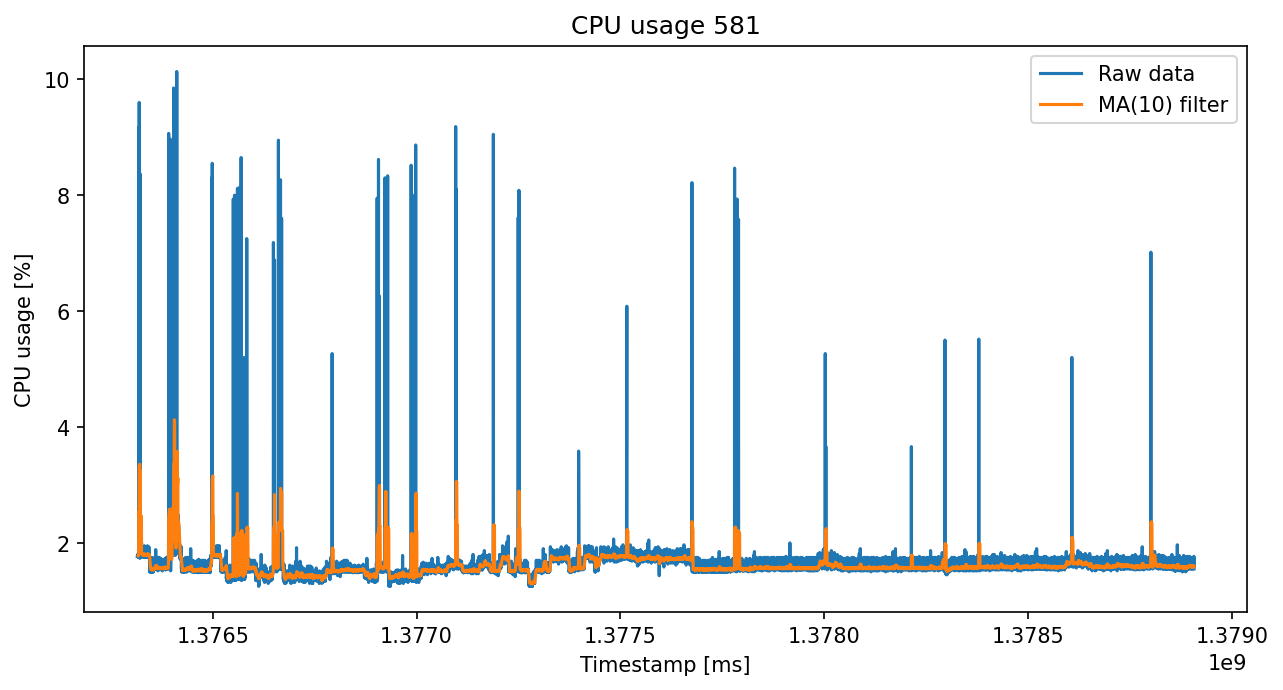 CPU usage 581
Raw data
MA(10) filter
CPU usage [%]
10
8
6
4
2
1.3765
1.3770
1.3775
1.3780
1.3785
1.3790
1e9
Timestamp [ms]